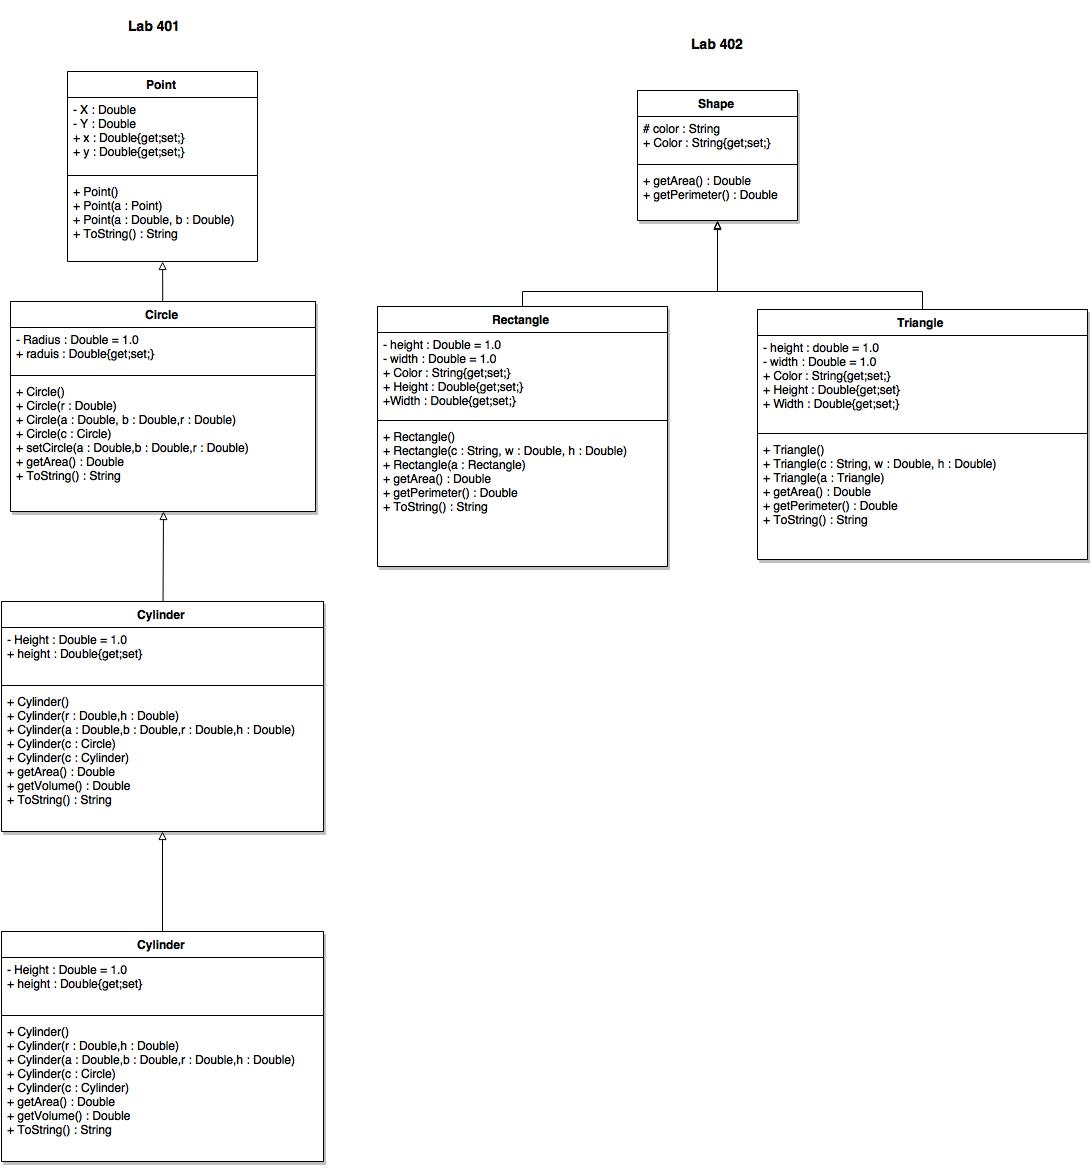 Lab 401
Point
- X : Double
- Y : Double
+ x : Double{get;set;}
+ y : Double{get;set;}
+ Point()
+ Point(a : Point)
+ Point(a : Double, b : Double)
+ ToString() : String
Circle
- Radius : Double = 1.0
+ raduis : Double{get;set;}
+ Circle()
+ Circle(r : Double)
+ Circle(a : Double, b : Double,r : Double)
+ Circle(c : Circle)
+ setCircle(a : Double,b : Double,r : Double)
+ getArea() : Double
+ ToString() : String
Cylinder
- Height : Double = 1.0
+ height : Double{get;set}
+ Cylinder()
+ Cylinder(r : Double,h : Double)
+ Cylinder(a : Double,b : Double,r : Double,h : Double)
+ Cylinder(c : Circle)
+ Cylinder(c : Cylinder)
+ getArea() : Double
+ getVolume() : Double
+ ToString() : String
Cylinder
- Height : Double = 1.0
+ height : Double{get;set}
+ Cylinder()
+ Cylinder(r : Double,h : Double)
+ Cylinder(a : Double,b : Double,r : Double,h : Double)
+ Cylinder(c : Circle)
+ Cylinder(c : Cylinder)
+ getArea() : Double
+ getVolume() : Double
+ ToString() : String
Lab 402
Shape
# color : String
+ Color : String{get;set;}
+ getArea() : Double
+ getPerimeter() : Double
Rectangle
- height : Double = 1.0
- width : Double = 1.0
+ Color : String{get;set;}
+ Height : Double{get;set;}
+Width : Double{get;set;}
+ Rectangle()
+ Rectangle(c : String, w : Double, h : Double)
+ Rectangle(a : Rectangle)
+ getArea() : Double
+ getPerimeter() : Double
+ ToString() : String
Triangle
- height : double = 1.0
- width : Double = 1.0
+ Color : String{get;set;}
+ Height : Double{get;set}
+ Width : Double{get;set;}
+ Triangle()
+ Triangle(c : String, w : Double, h : Double)
+ Triangle(a : Triangle)
+ getArea() : Double
+ getPerimeter() : Double
+ ToString() : String